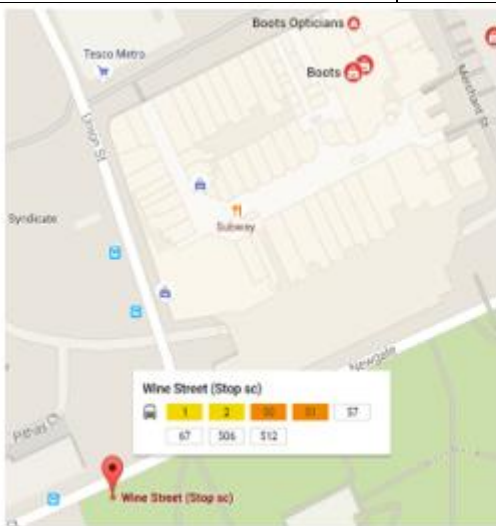 Boots Opticians
Tesco Metro
Boots
Merchant St
Union St
Syndicate
Subway
Newgate
Wine Street (Stop sc)
1 2 50 51 57
67 506 512
Wine Street (Stop sc)